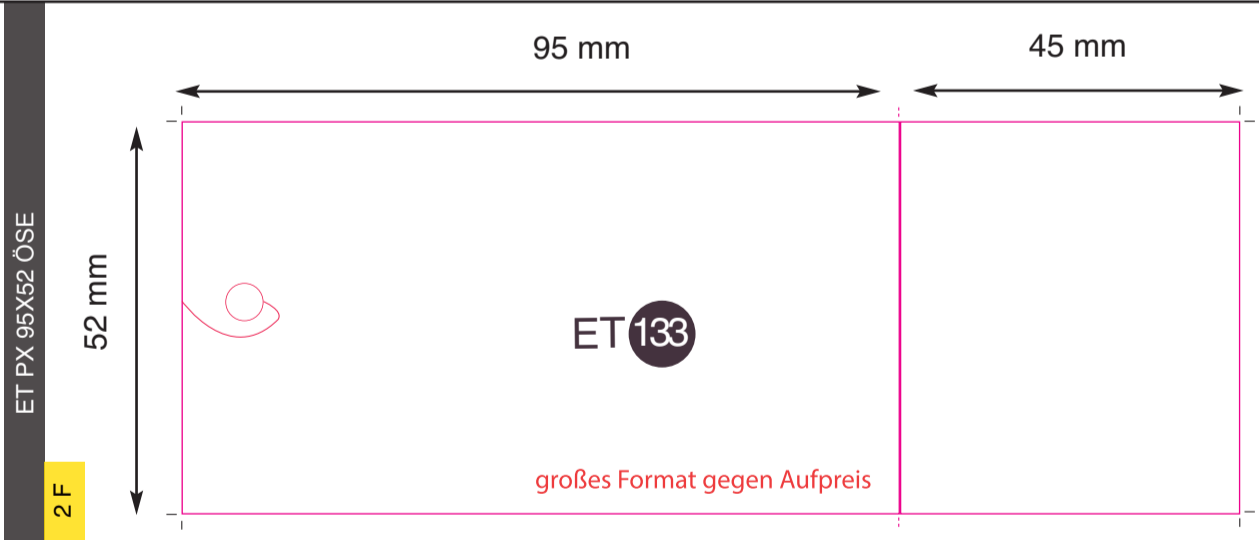 95 mm
45 mm
ET PX 95X52 ÖSE
52 mm
ET 133
großes Format gegen Aufpreis
2 F